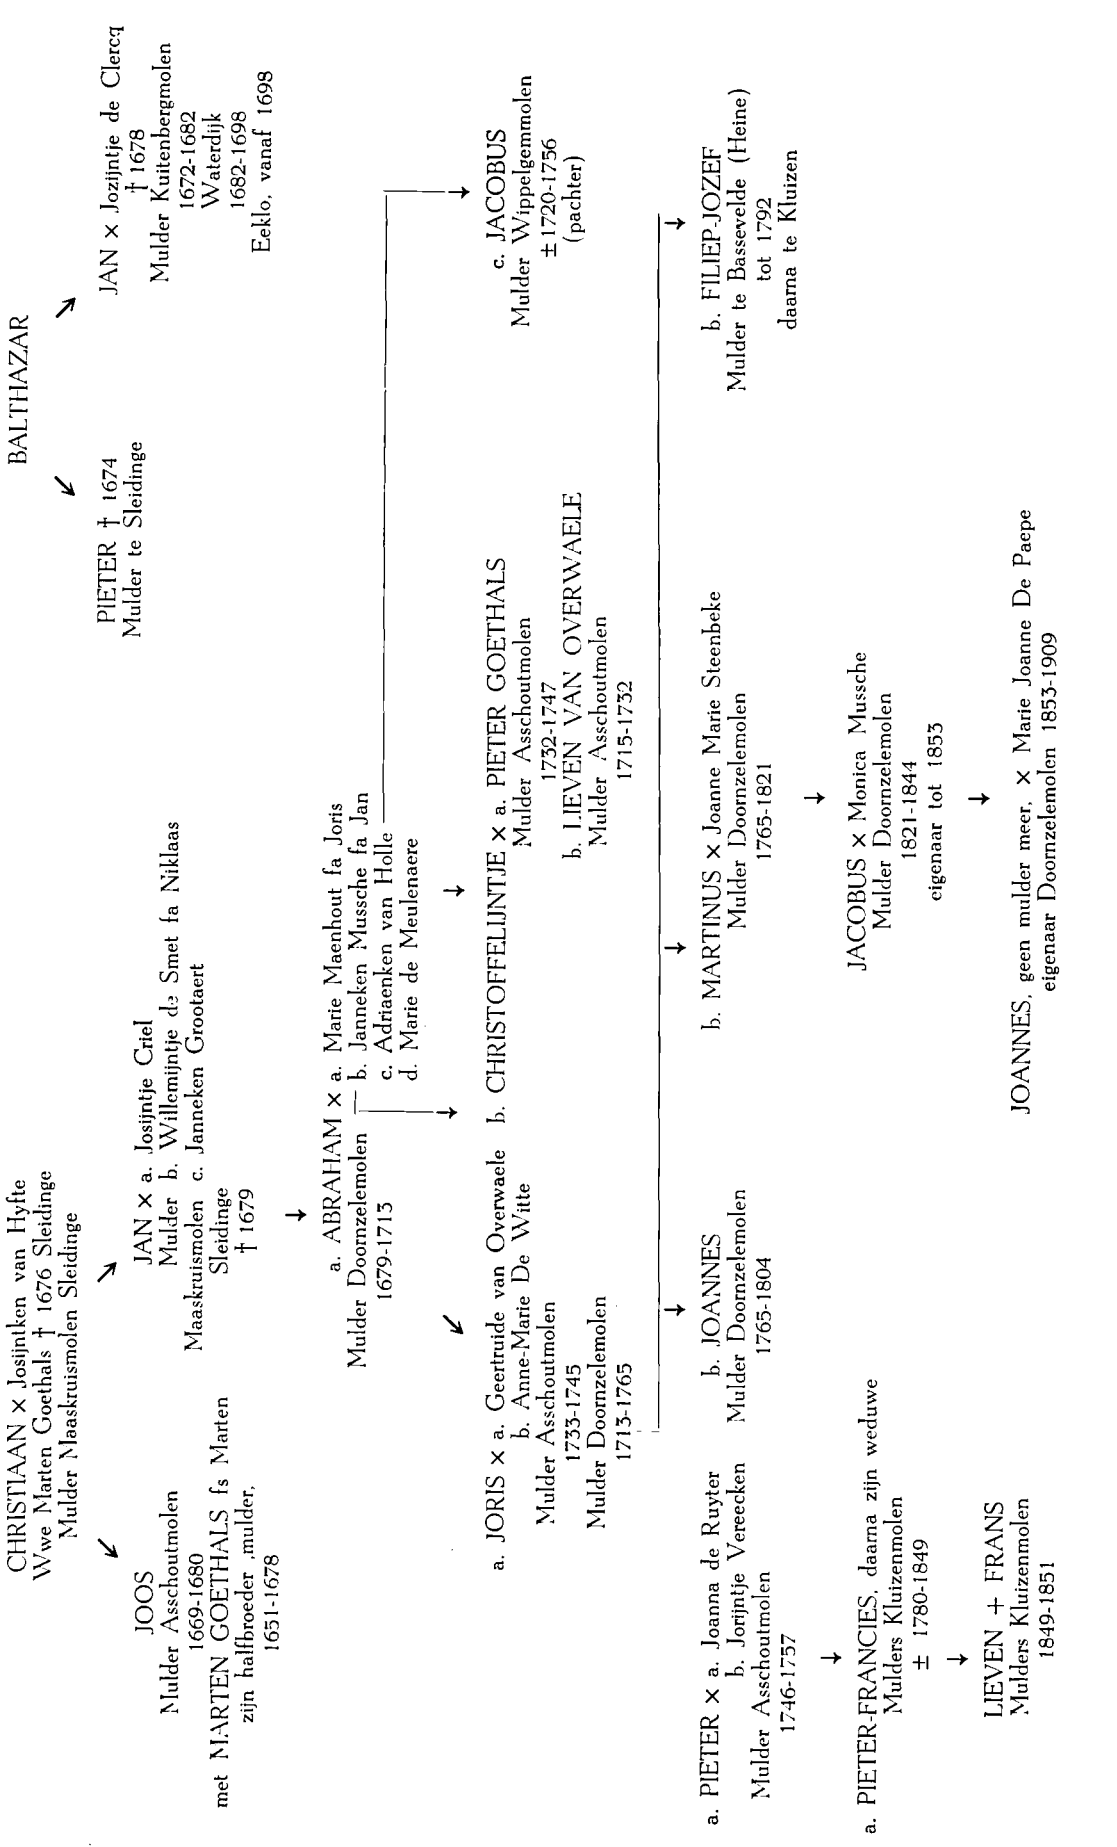 CHRISTIAAN × Josijntken van Hyfte
Wwe Marten Goethals † 1676 Sleidinge
Mulder Maaskruismolen Sleidinge
BALTHAZAR
JOOS
Mulder Asschoutmolen
1669-1680
met MARTEN GOETHALS fs Marten
zijn halfbroeder ,mulder,
1651-1678
JAN × a. Josijntje Criel
Mulder b. Willemijntje de Smet fa Niklaas
Maaskruismolen c. Janneken Grootaert
Sleidinge
† 1679
PIETER † 1674
Mulder te Sleidinge
JAN × Jozijntje de Clercq
† 1678
Mulder Kuitenbergmolen
1672-1682
Waterdijk
1682-1698
Eeklo, vanaf 1698
a. ABRAHAM × a. Marie Maenhout fa Joris
Mulder Doornzelemolen b. Janneken Mussche fa Jan
1679-1713 c. Adriaenken van Holle
d. Marie de Meulenaere
a. JORIS × a. Geertruide van Overwaele
b. Anne-Marie De Witte
Mulder Asschoutmolen
1733-1745
Mulder Doornzelemolen
1713-1765
b. CHRISTOFFELIJNTJE × a. PIETER GOETHALS
Mulder Asschoutmolen
1732-1747
b. LIEVEN VAN OVERWAELE
Mulder Asschoutmolen
1715-1732
c. JACOBUS
Mulder Wippelgemmolen
±1720-1756
(pachter)
a. PIETER × a. Joanna de Ruyter
b. Jorijntje Vereecken
Mulder Asschoutmolen
1746-1757
b. JOANNES
Mulder Doornzelemolen
1765-1804
b. MARTINUS × Joanne Marie Steenbeke
Mulder Doornzelemolen
1765-1821
b. FILIEP-JOZEF
Mulder te Bassevelde (Heine)
tot 1792
daarna te Kluizen
a. PIETER-FRANCIES, daarna zijn weduwe
Mulders Kluizenmolen
± 1780-1849
JACOBUS × Monica Mussche
Mulder Doornzelemolen
1821-1844
eigenaar tot 1853
LIEVEN + FRANS
Mulders Kluizenmolen
1849-1851
JOANNES, geen mulder meer, × Marie Joanne De Paepe
eigenaar Doornzelemolen 1853-1909